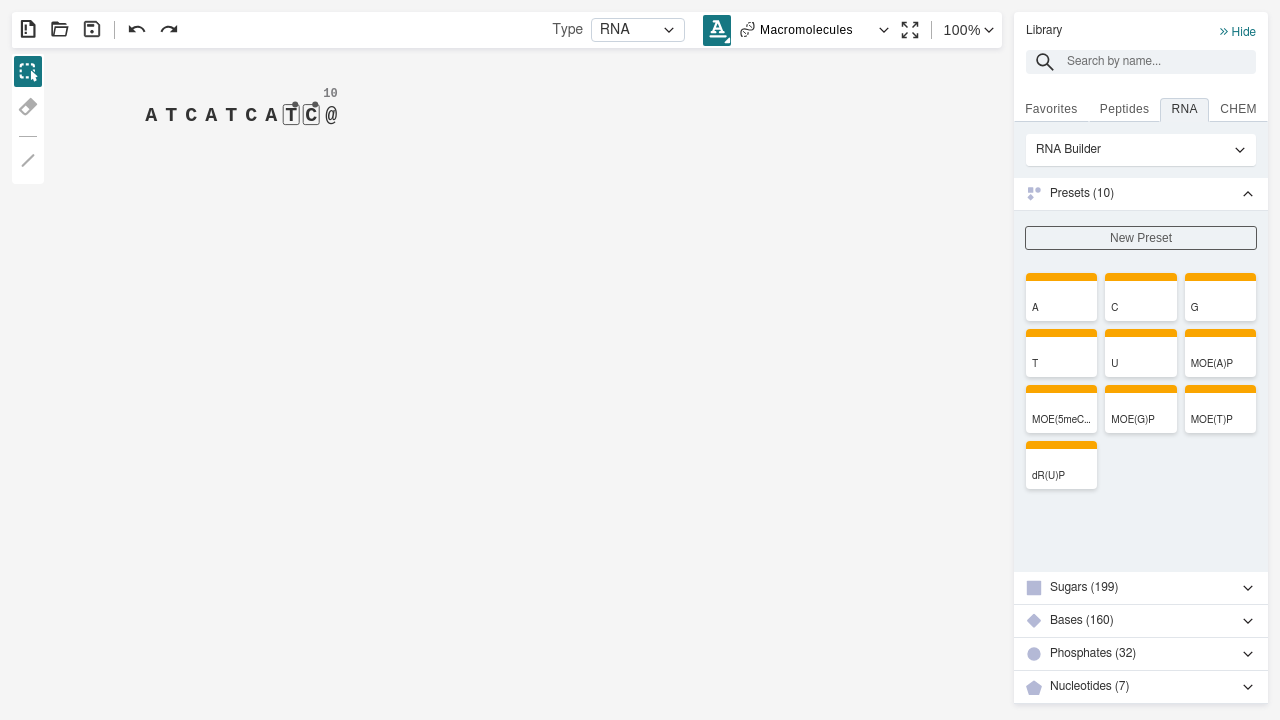 Type RNA Macromolecules 100%
10
A T C A T C A T C @
Library
Hide
Search by name...
Favorites Peptides RNA CHEM
RNA Builder
Presets (10)
New Preset
A C G
T U MOE(A)P
MOE(5meC... MOE(G)P MOE(T)P
dR(U)P
Sugars (199)
Bases (160)
Phosphates (32)
Nucleotides (7)